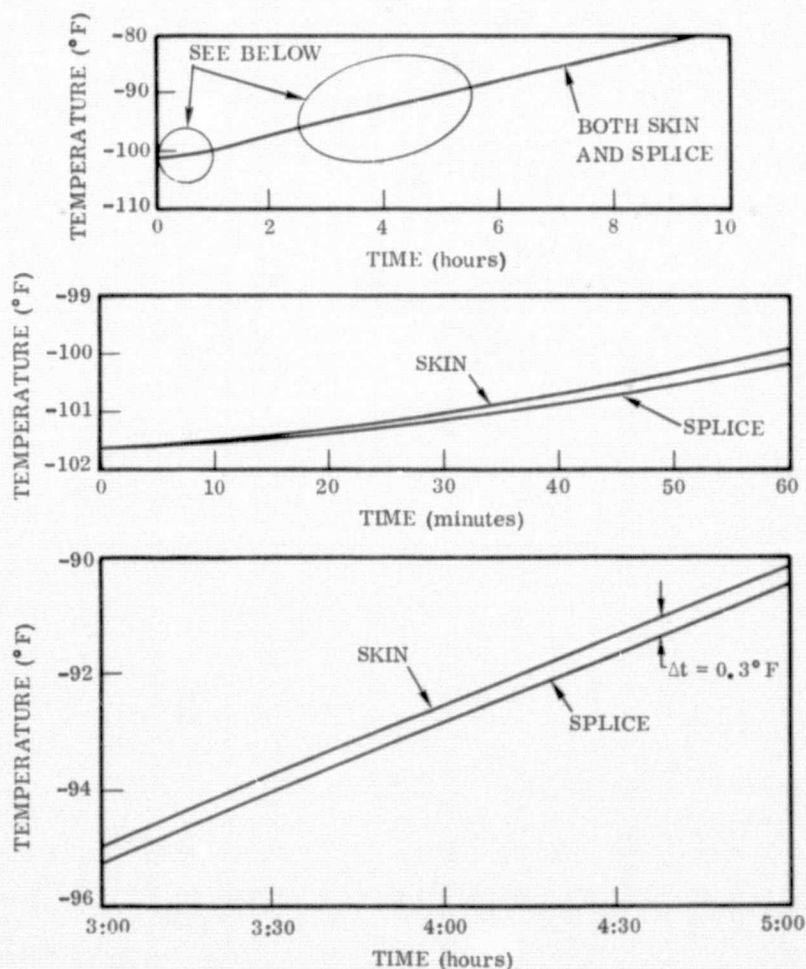 TEMPERATURE (°F)
-80
-90
-100
-110
SEE BELOW
BOTH SKIN
AND SPLICE
0 2 4 6 8 10
TIME (hours)
TEMPERATURE (°F)
-99
-100
-101
-102
SKIN
SPLICE
0 10 20 30 40 50 60
TIME (minutes)
TEMPERATURE (°F)
-90
-92
-94
-96
SKIN
SPLICE
Δt = 0.3°F
3:00 3:30 4:00 4:30 5:00
TIME (hours)